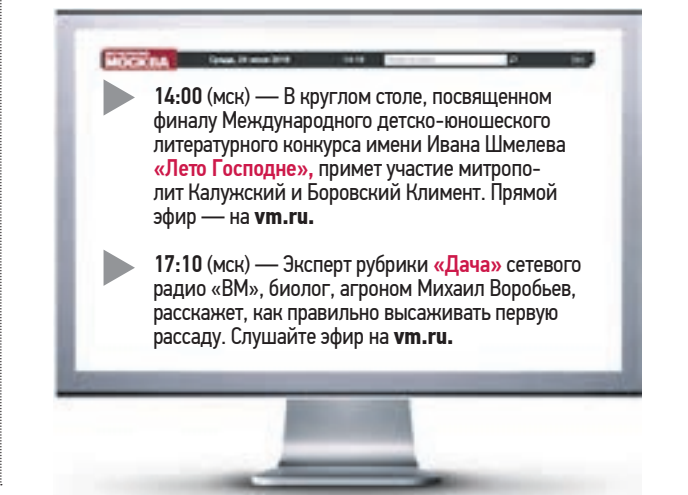 МОСКВА
14:00 (мск) — В круглом столе, посвященном
финалу Международного детско-юношеского
литературного конкурса имени Ивана Шмелева
«Лето Господне», примет участие митропо-
лит Калужский и Боровский Климент. Прямой
эфир — на vm.ru.
17:10 (мск) — Эксперт рубрики «Дача» сетевого
радио «ВМ», биолог, агроном Михаил Воробьев,
расскажет, как правильно высаживать первую
рассаду. Слушайте эфир на vm.ru.